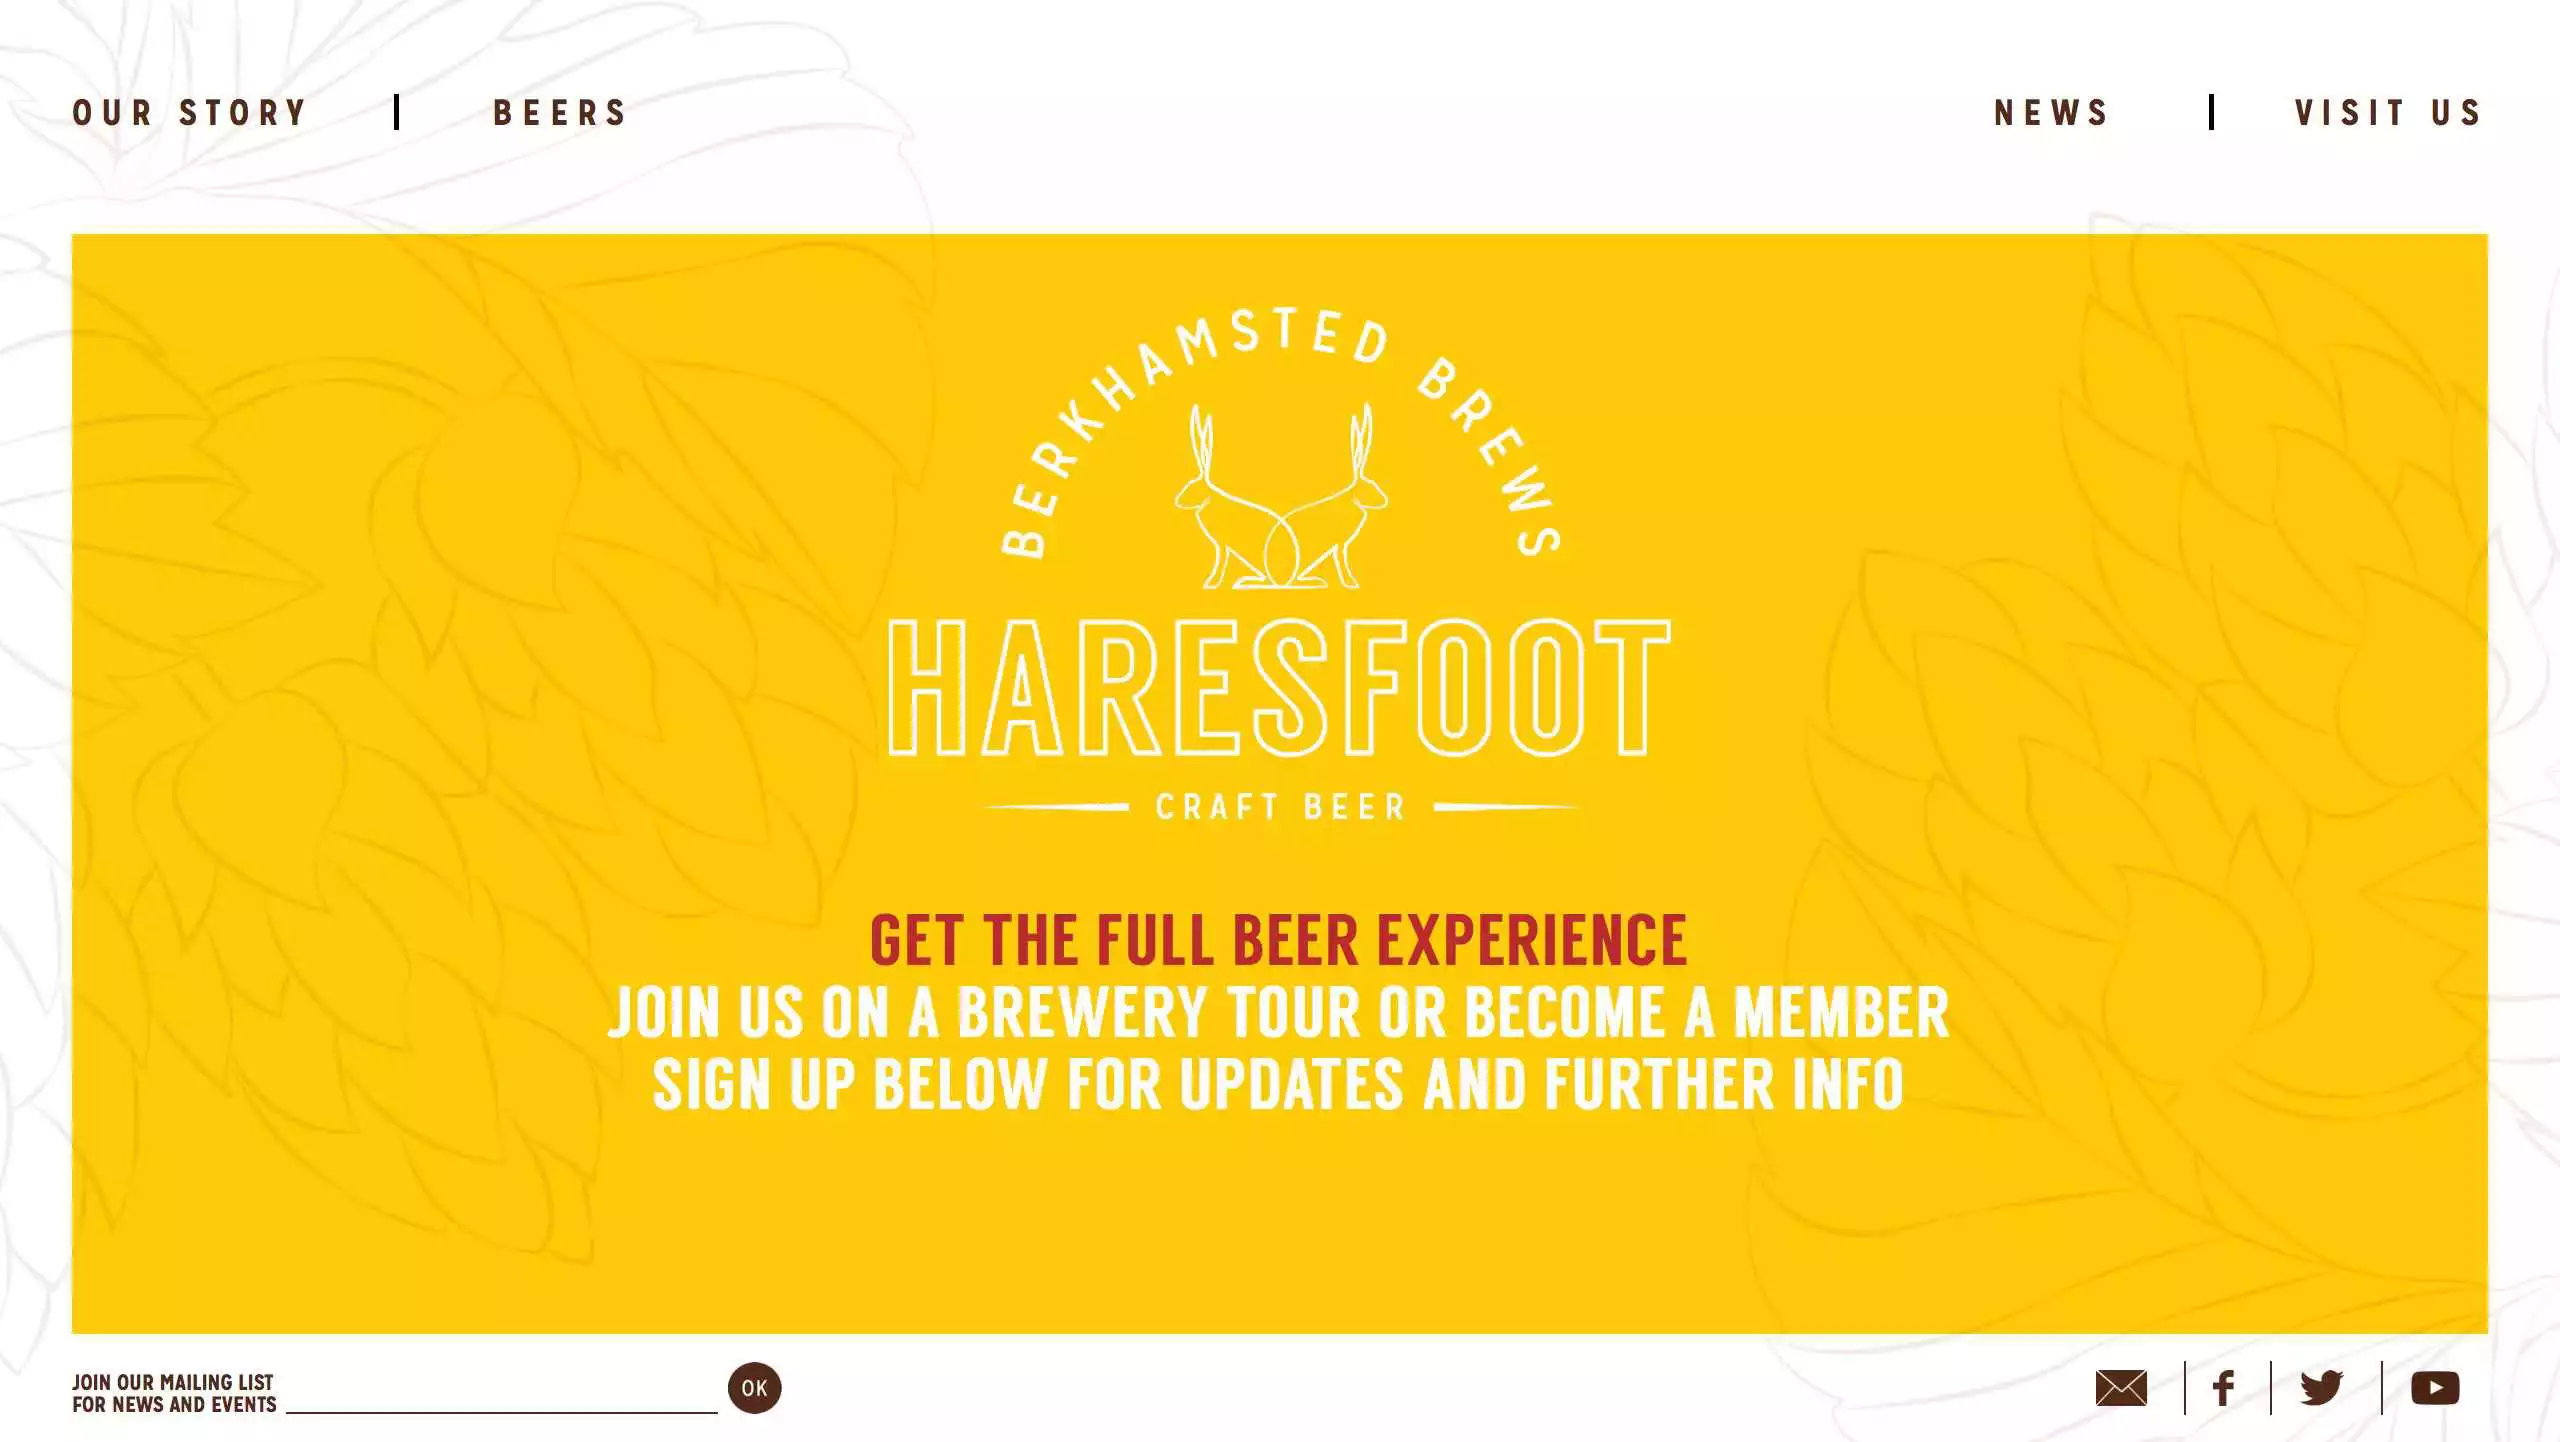 OUR STORY | BEERS
NEWS | VISIT US
BERKHAMSTED BREWS
HARESFOOT
CRAFT BEER
GET THE FULL BEER EXPERIENCE
JOIN US ON A BREWERY TOUR OR BECOME A MEMBER
SIGN UP BELOW FOR UPDATES AND FURTHER INFO
JOIN OUR MAILING LIST
FOR NEWS AND EVENTS
OK